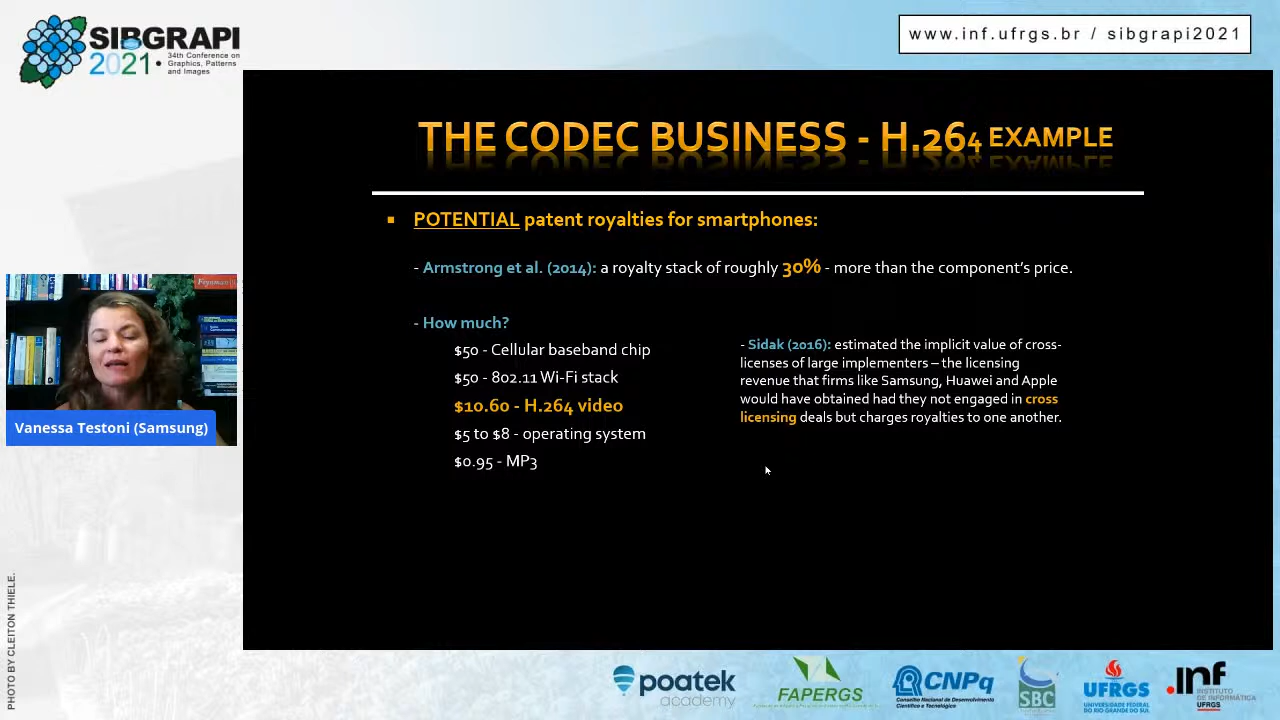 SIBGRAPI
2021
34th Conference on
Graphics, Patterns
and Images
www.inf.ufrgs.br / sibgrapi2021
THE CODEC BUSINESS - H.264 EXAMPLE
POTENTIAL patent royalties for smartphones:
- Armstrong et al. (2014): a royalty stack of roughly 30% - more than the component's price.
- How much?
$50 - Cellular baseband chip
$50 - 802.11 Wi-Fi stack
$10.60 - H.264 video
$5 to $8 - operating system
$0.95 - MP3
- Sidak (2016): estimated the implicit value of cross-
licenses of large implementers – the licensing
revenue that firms like Samsung, Huawei and Apple
would have obtained had they not engaged in cross
licensing deals but charges royalties to one another.
Feynman
Vanessa Testoni (Samsung)
PHOTO BY CLEITON THIELE.
poatek
academy
FAPERGS
CNPq
Conselho Nacional de Desenvolvimento
Científico e Tecnológico
SBC
UFRGS
UNIVERSIDADE FEDERAL
DO RIO GRANDE DO SUL
.inf
INSTITUTO
DE INFORMÁTICA
UFRGS